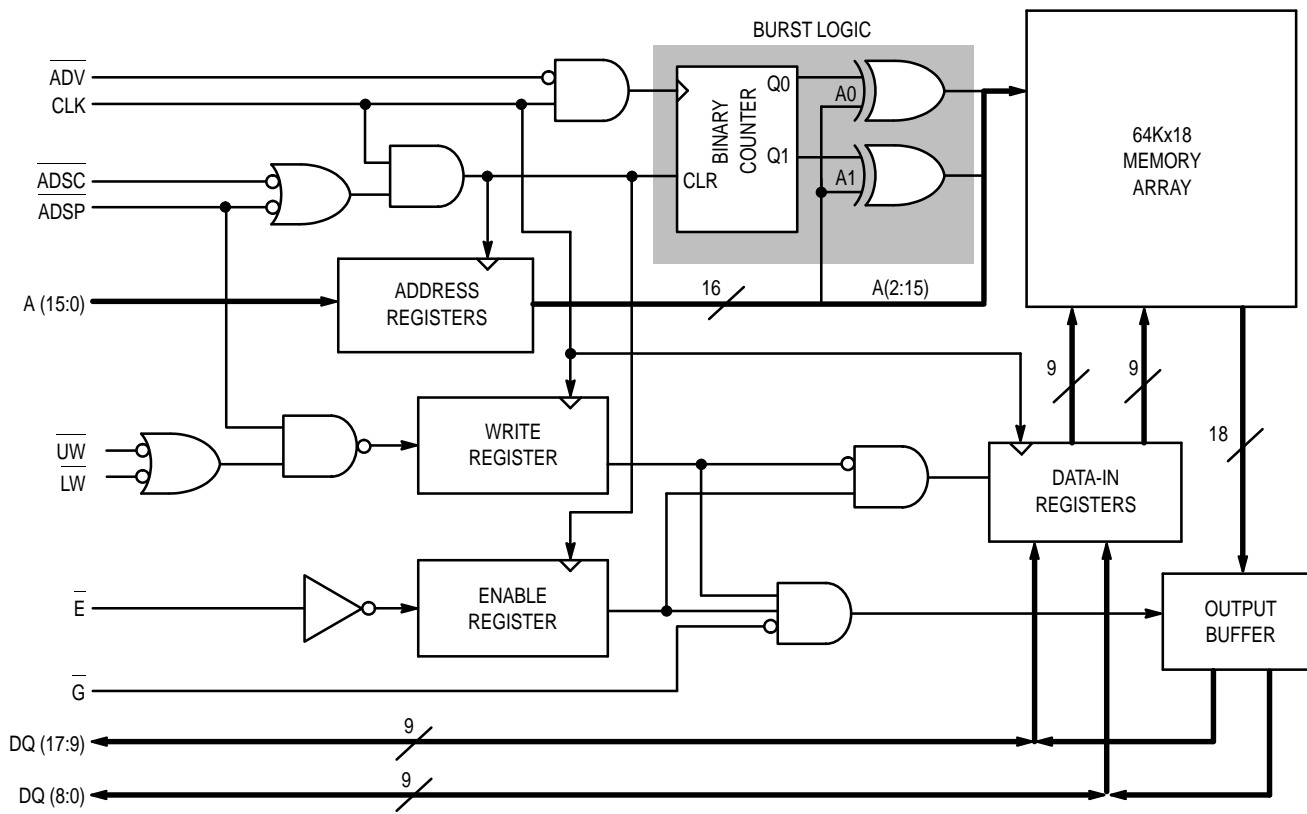 BURST LOGIC
ADV
CLK
ADSC
ADSP
A (15:0)
UW
LW
E
G
DQ (17:9)
DQ (8:0)
BINARY
COUNTER
Q0
Q1
CLR
A0
A1
64Kx18
MEMORY
ARRAY
ADDRESS
REGISTERS
16
A(2:15)
WRITE
REGISTER
ENABLE
REGISTER
9
9
18
DATA-IN
REGISTERS
OUTPUT
BUFFER
9
9